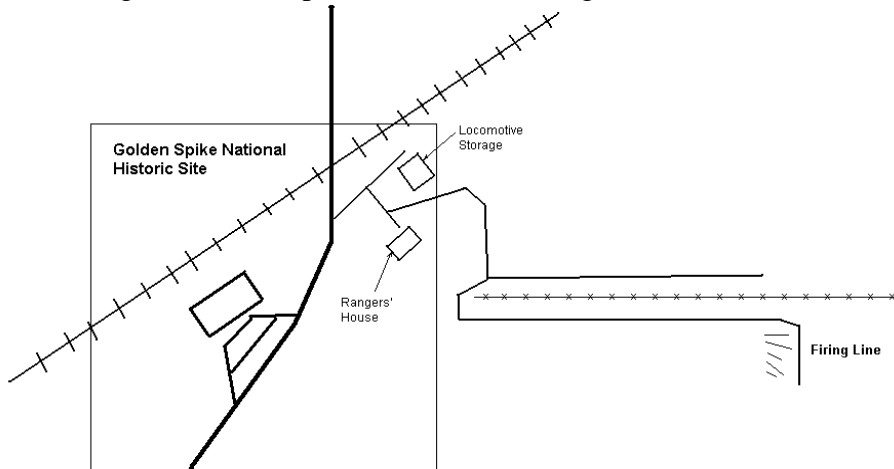 Golden Spike National
Historic Site
Locomotive
Storage
Rangers'
House
Firing Line